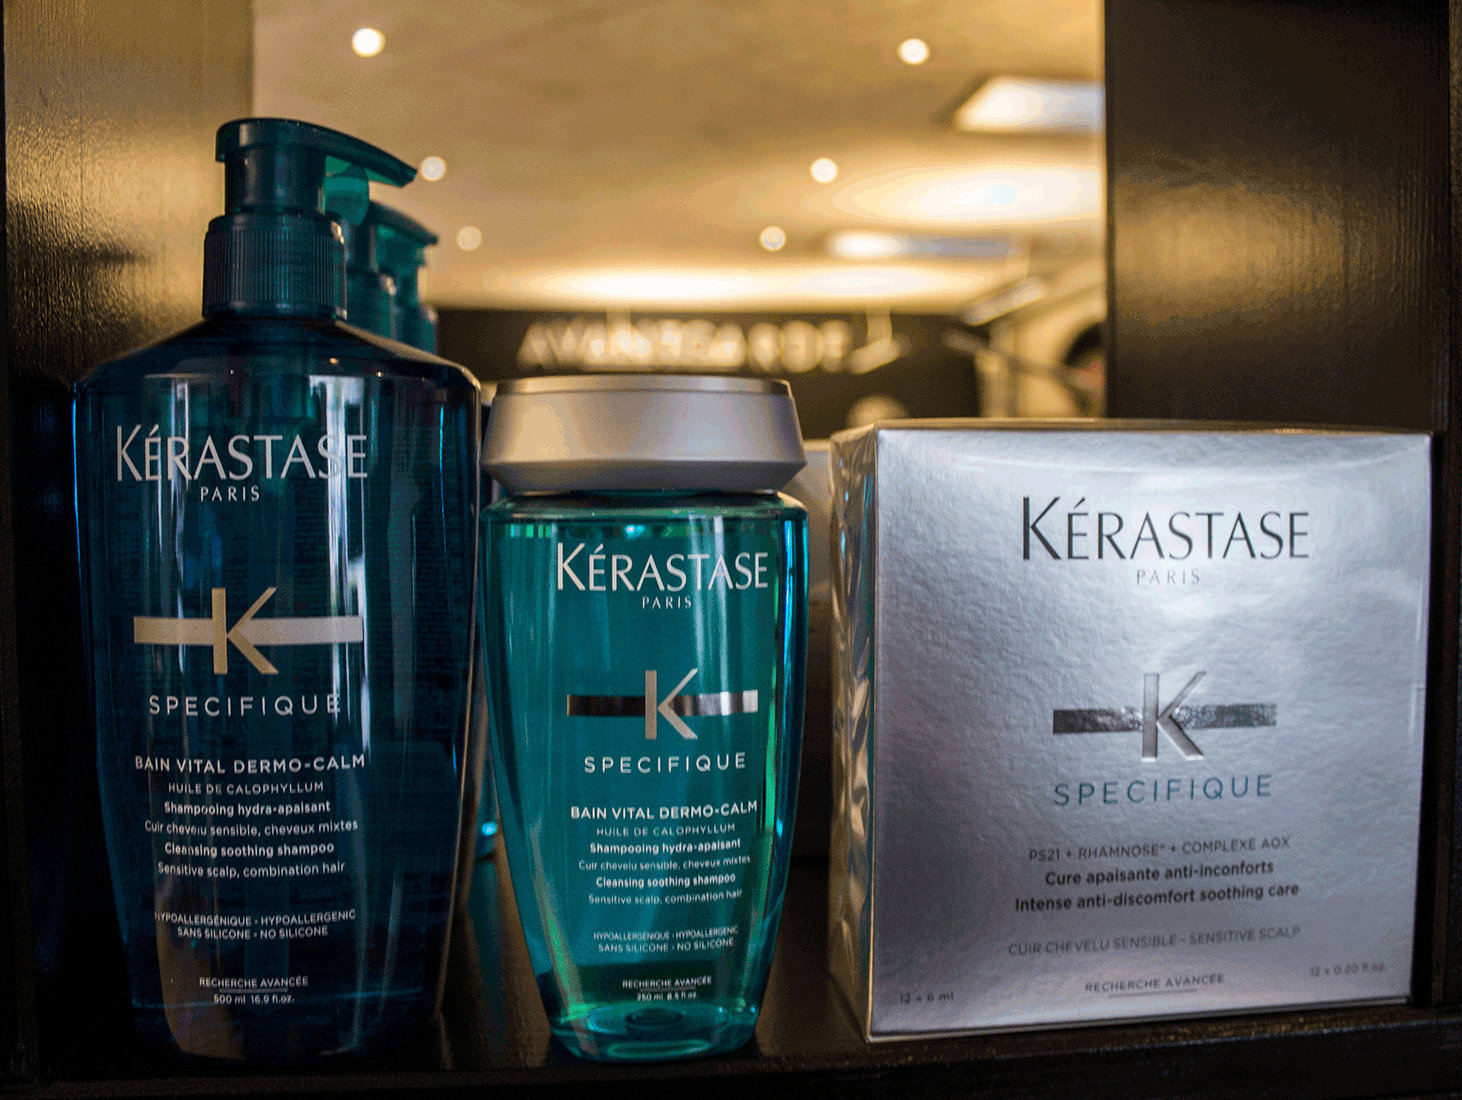 AVANTGARDE
KÉRASTASE
PARIS
K
SPECIFIQUE
BAIN VITAL DERMO-CALM
HUILE DE CALOPHYLLUM
Shampooing hydra-apaisant
Cuir chevelu sensible, cheveux mixtes
Cleansing soothing shampoo
Sensitive scalp, combination hair
HYPOALLERGÉNIQUE - HYPOALLERGENIC
SANS SILICONE - NO SILICONE
RECHERCHE AVANCÉE
500 ml 16.9 fl.oz.
KÉRASTASE
PARIS
K
SPECIFIQUE
BAIN VITAL DERMO-CALM
HUILE DE CALOPHYLLUM
Shampooing hydra-apaisant
Cuir chevelu sensible, cheveux mixtes
Cleansing soothing shampoo
Sensitive scalp, combination hair
HYPOALLERGÉNIQUE - HYPOALLERGENIC
SANS SILICONE - NO SILICONE
RECHERCHE AVANCÉE
250 ml 8.5 fl.oz.
KÉRASTASE
PARIS
K
SPECIFIQUE
PS21 + RHAMNOSE* + COMPLEXE AOX
Cure apaisante anti-inconforts
Intense anti-discomfort soothing care
CUIR CHEVELU SENSIBLE - SENSITIVE SCALP
12 x 6 ml RECHERCHE AVANCÉE 12 x 0.20 fl.oz.